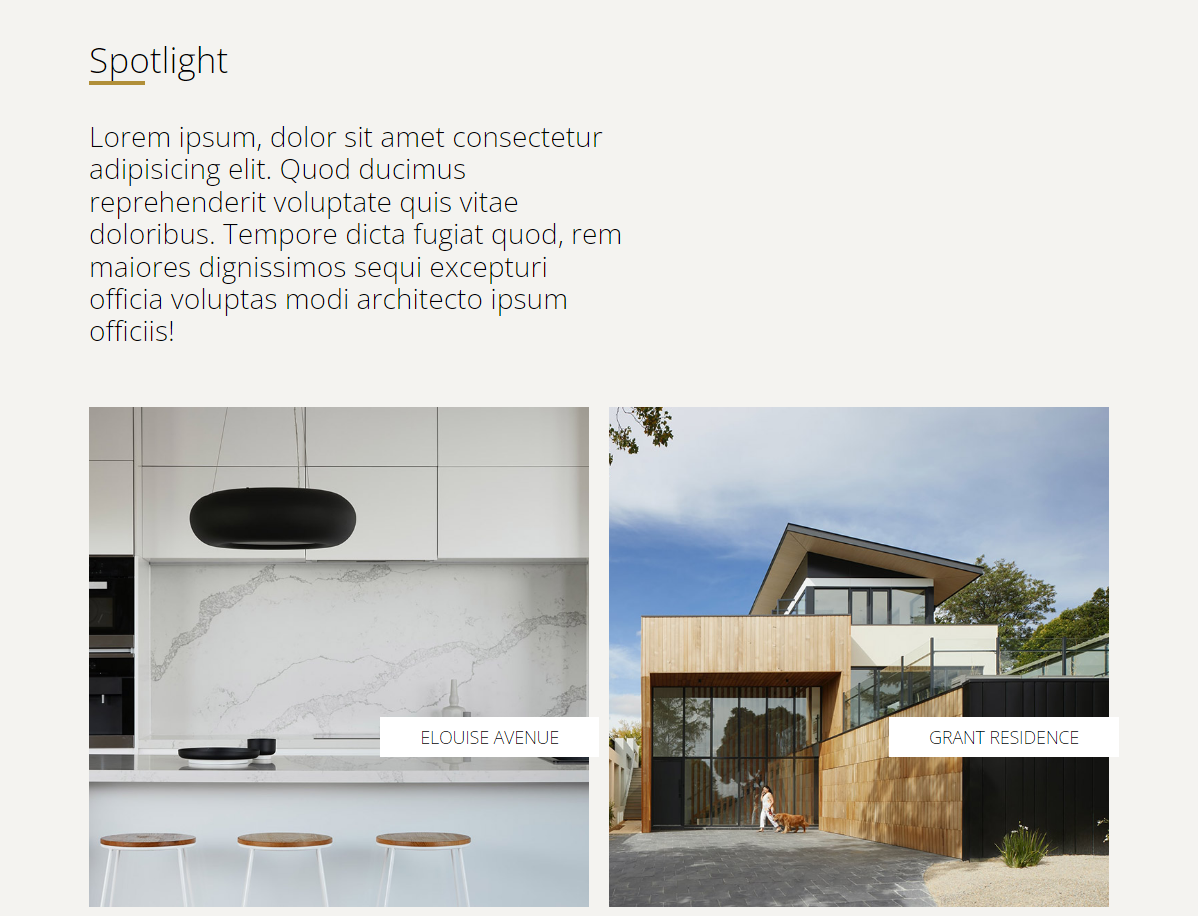 Spotlight
Lorem ipsum, dolor sit amet consectetur
adipisicing elit. Quod ducimus
reprehenderit voluptate quis vitae
doloribus. Tempore dicta fugiat quod, rem
maiores dignissimos sequi excepturi
officia voluptas modi architecto ipsum
officiis!
ELOUISE AVENUE
GRANT RESIDENCE